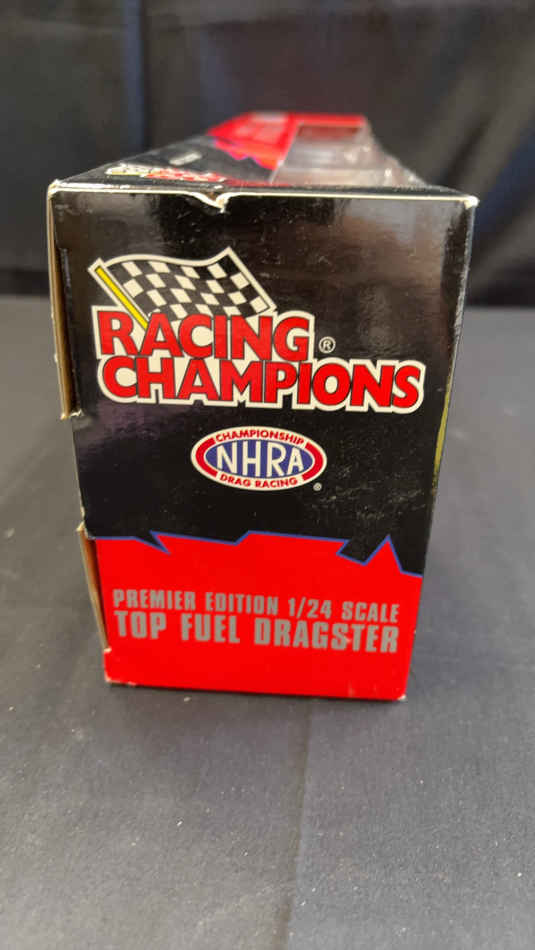 RACING®
CHAMPIONS
CHAMPIONSHIP
NHRA
DRAG RACING®
PREMIER EDITION 1/24 SCALE
TOP FUEL DRAGSTER